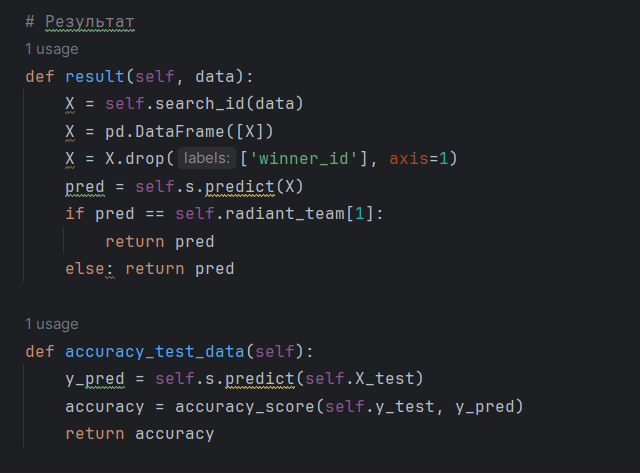 # Результат
1 usage
def result(self, data):
X = self.search_id(data)
X = pd.DataFrame([X])
X = X.drop(labels: ['winner_id'], axis=1)
pred = self.s.predict(X)
if pred == self.radiant_team[1]:
return pred
else: return pred
1 usage
def accuracy_test_data(self):
y_pred = self.s.predict(self.X_test)
accuracy = accuracy_score(self.y_test, y_pred)
return accuracy